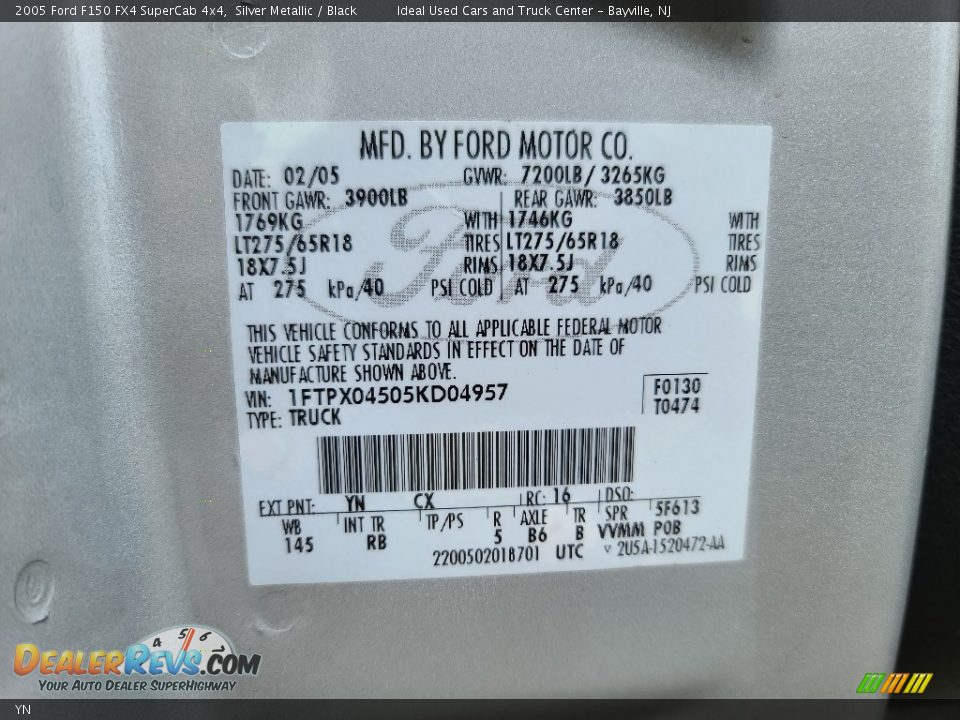 2005 Ford F150 FX4 SuperCab 4x4, Silver Metallic / Black Ideal Used Cars and Truck Center - Bayville, NJ
MFD. BY FORD MOTOR CO.
DATE: 02/05 GVWR: 7200LB/ 3265KG
FRONT GAWR: 3900LB REAR GAWR: 3850LB
1769KG WITH 1746KG WITH
LT275/65R18 TIRES LT275/65R18 TIRES
18X7.5J RIMS 18X7.5J RIMS
AT 275 kPa/40 PSI COLD AT 275 kPa/40 PSI COLD
Ford
THIS VEHICLE CONFORMS TO ALL APPLICABLE FEDERAL MOTOR
VEHICLE SAFETY STANDARDS IN EFFECT ON THE DATE OF
MANUFACTURE SHOWN ABOVE.
VIN: 1FTPX04505KD04957 F0130
TYPE: TRUCK T0474
EXT PNT: YN CX RC: 16 DSO:
WB INT TR TP/PS R AXLE TR SPR 5F613
145 RB 5 B6 B VVMM POB
2200502018701 UTC ▽ 2U5A-1520472-AA
4 5 6
DealerRevs.com
Your Auto Dealer SuperHighway
YN